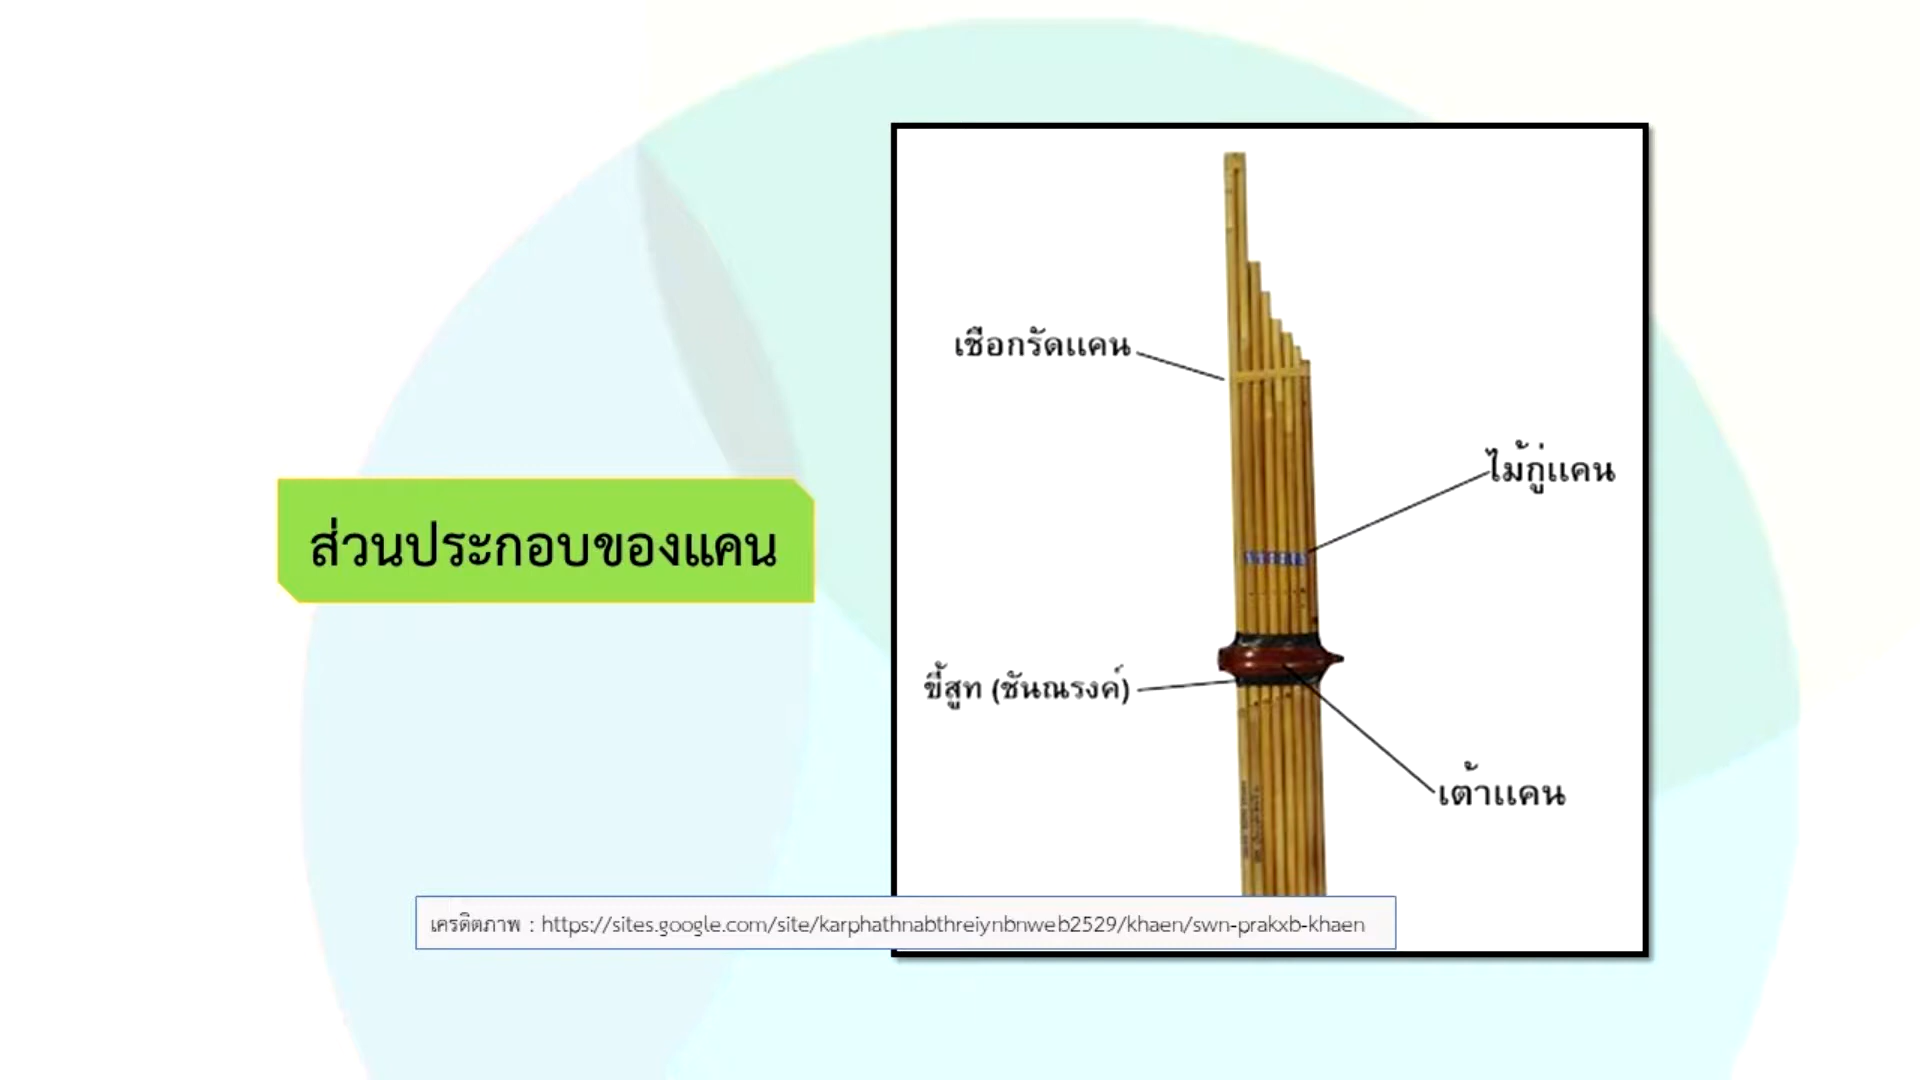 ส่วนประกอบของแคน
เชือกรัดแคน
ไม้กู่แคน
ขี้สูท (ชันณรงค์)
เต้าแคน
เครดิตภาพ : https://sites.google.com/site/karphathnabthreiynbnweb2529/khaen/swn-prakxb-khaen